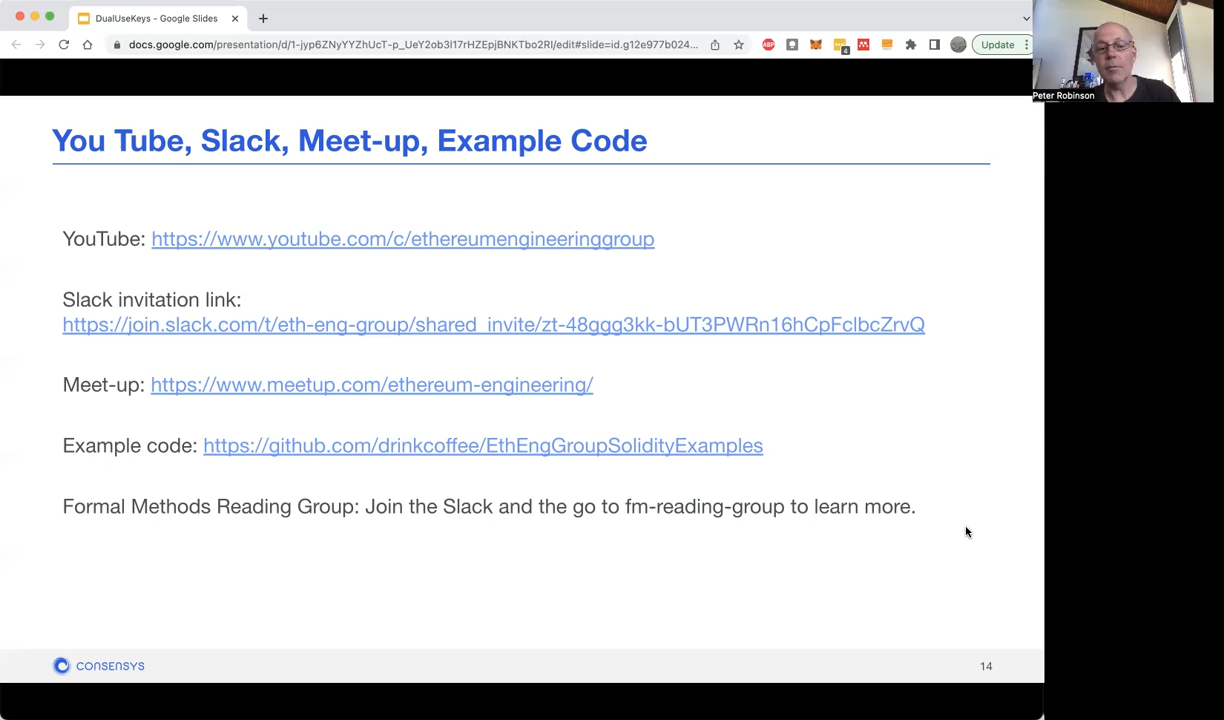 DualUseKeys - Google Slides
docs.google.com/presentation/d/1-jyp6ZNyYYZhUcT-p_UeY2ob3l17rHZEpjBNKTbo2RI/edit#slide=id.g12e977b024...
ABP
4
Update
Peter Robinson
You Tube, Slack, Meet-up, Example Code
YouTube: https://www.youtube.com/c/ethereumengineeringgroup
Slack invitation link:
https://join.slack.com/t/eth-eng-group/shared_invite/zt-48ggg3kk-bUT3PWRn16hCpFclbcZrvQ
Meet-up: https://www.meetup.com/ethereum-engineering/
Example code: https://github.com/drinkcoffee/EthEngGroupSolidityExamples
Formal Methods Reading Group: Join the Slack and the go to fm-reading-group to learn more.
CONSENSYS
14